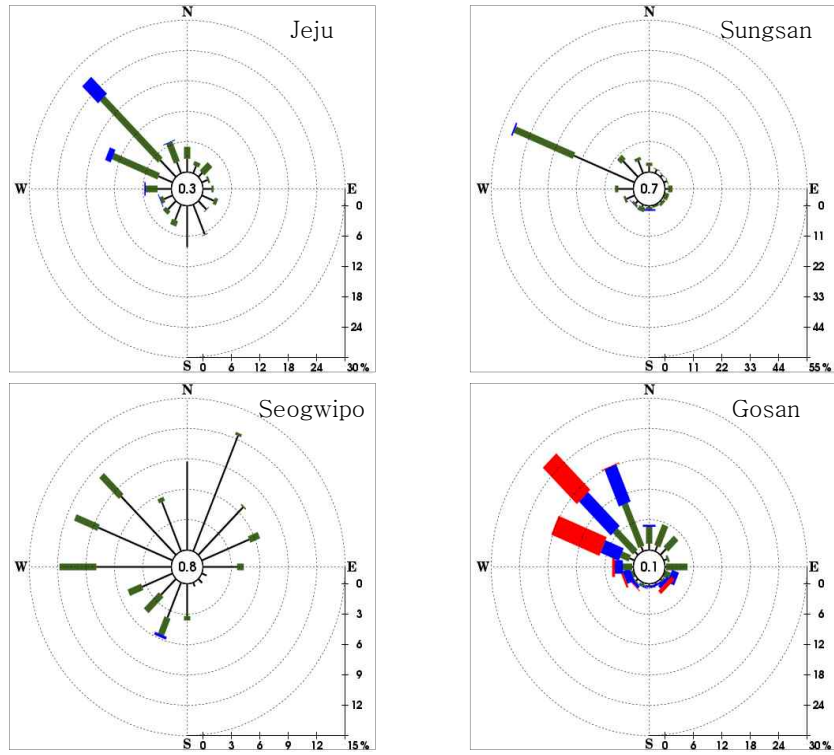 N
Jeju
W
0.3
E
0
6
12
18
24
S
0 6 12 18 24 30%
N
Sungsan
W
0.7
E
0
11
22
33
44
S
0 11 22 33 44 55%
N
Seogwipo
W
0.8
E
0
3
6
9
12
S
0 3 6 9 12 15%
N
Gosan
W
0.1
E
0
6
12
18
24
S
0 6 12 18 24 30%